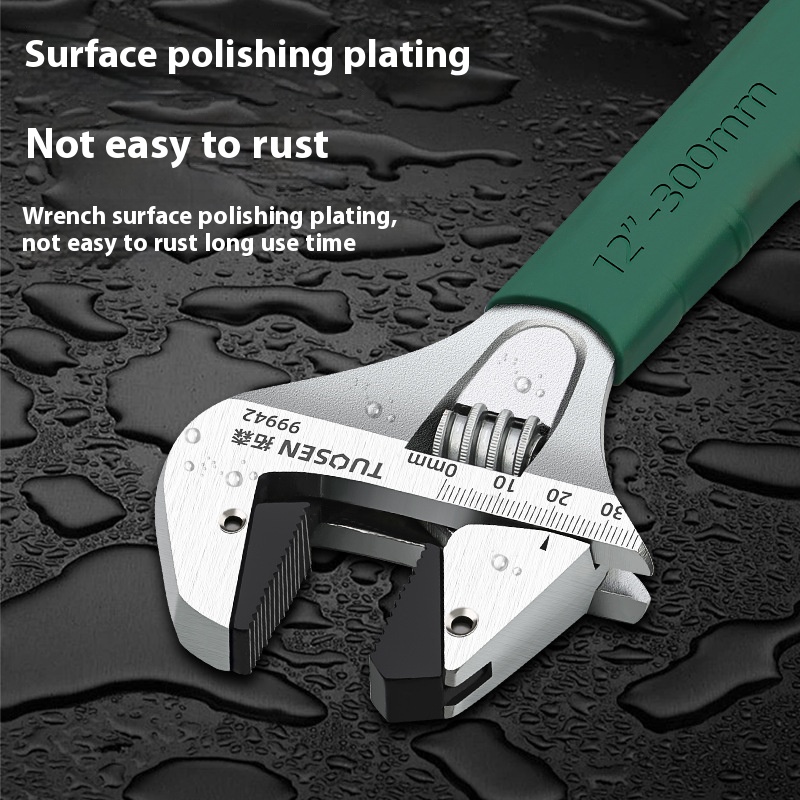 Surface polishing plating
Not easy to rust
Wrench surface polishing plating,
not easy to rust long use time
12"-300mm
99942
TUOSEN 拓森
0mm 10 20 30